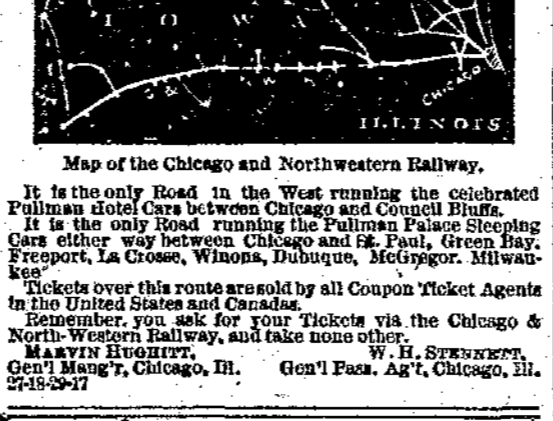 I O W A
C & N W
CHICAGO
ILLINOIS
Map of the Chicago and Northwestern Railway.
It is the only Road in the West running the celebrated
Pullman Hotel Cars between Chicago and Council Bluffs.
It is the only Road running the Pullman Palace Sleeping
Cars either way between Chicago and St. Paul, Green Bay,
Freeport, La Crosse, Winona, Dubuque, McGregor. Milwau-
kee
Tickets over this route are sold by all Coupon Ticket Agents
in the United States and Canadas.
Remember, you ask for your Tickets via the Chicago &
North-Western Railway, and take none other.
MARVIN HUGHITT, W. H. STENNETT,
Gen'l Mang'r, Chicago, Ill. Gen'l Pass. Ag't, Chicago, Ill.
27-18-29-17